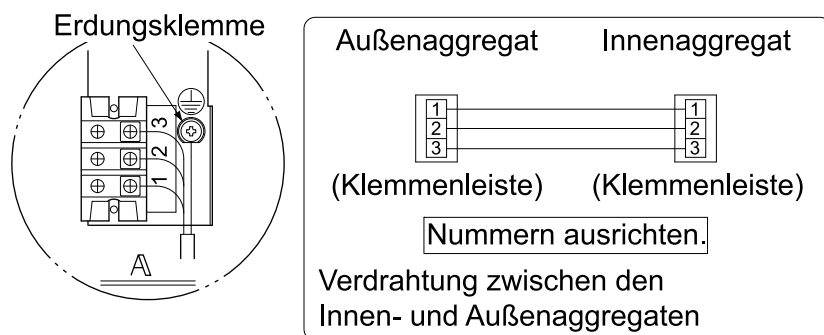 Erdungsklemme
3
2
1
A
Außenaggregat Innenaggregat
1 1
2 2
3 3
(Klemmenleiste) (Klemmenleiste)
Nummern ausrichten.
Verdrahtung zwischen den
Innen- und Außenaggregaten